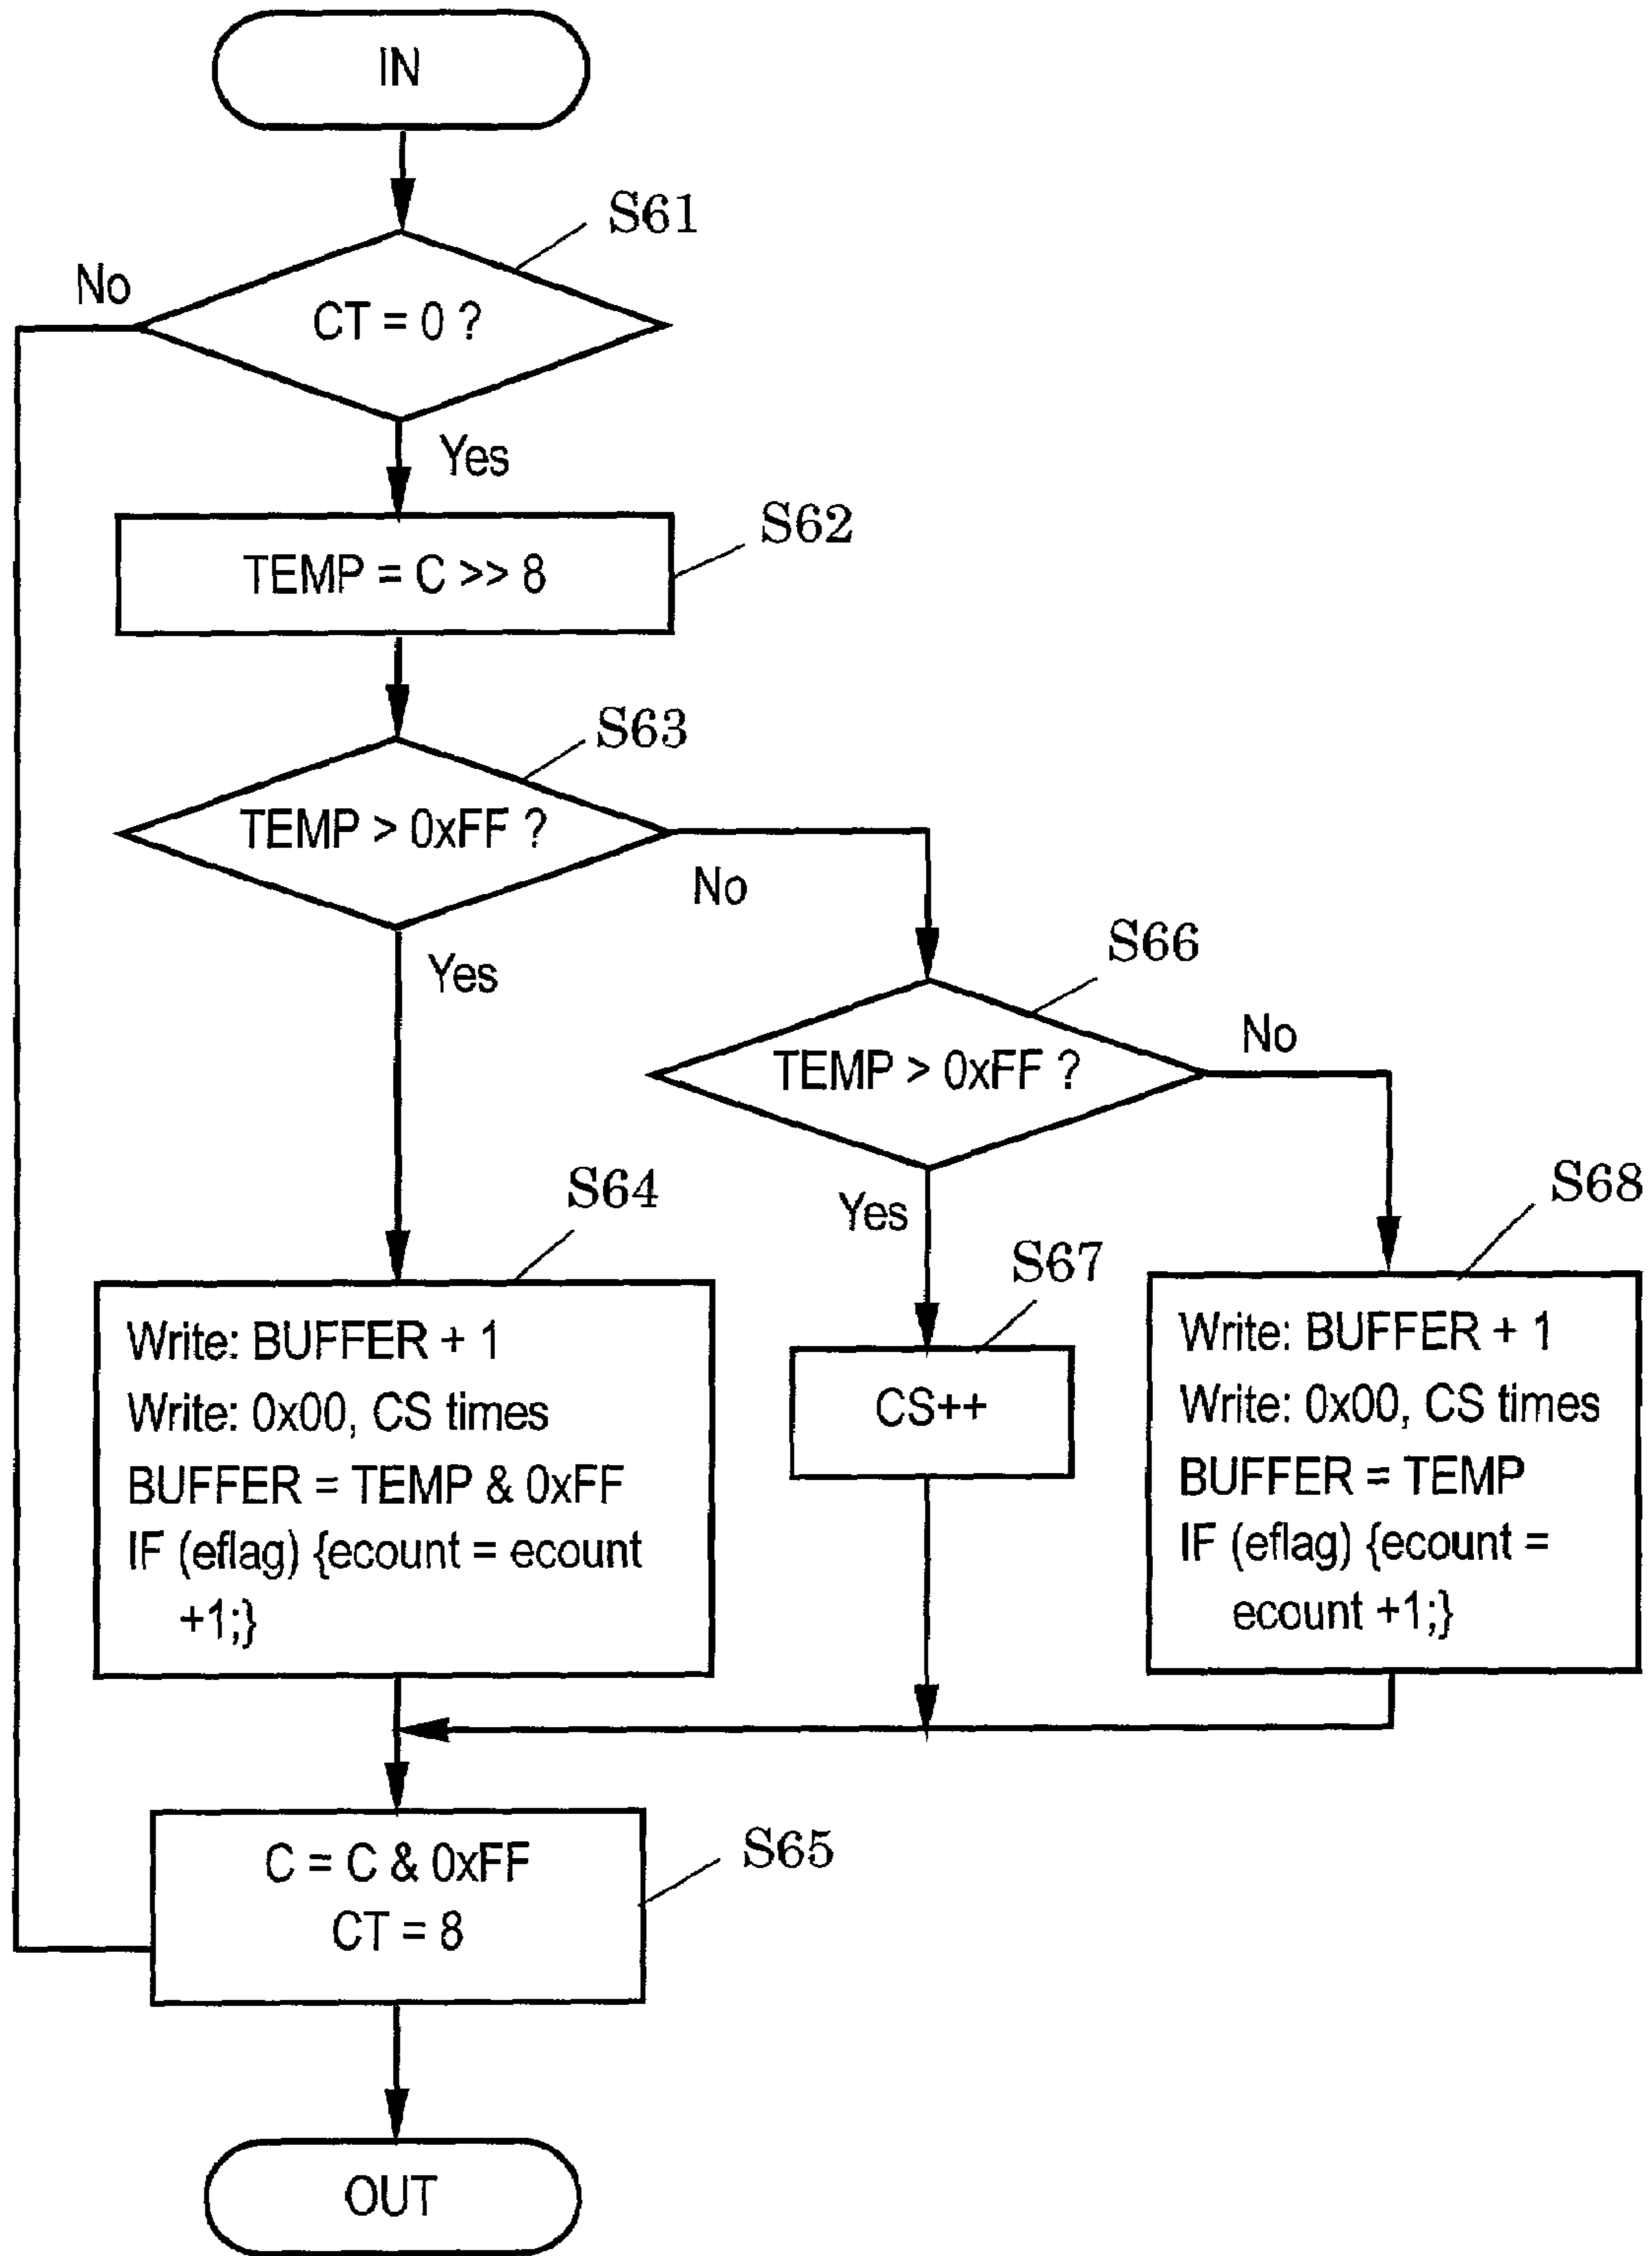 IN
S61
No
CT = 0 ?
Yes
S62
TEMP = C >> 8
S63
TEMP > 0xFF ?
No
Yes
S66
TEMP > 0xFF ?
No
Yes
S64
Write: BUFFER + 1
Write: 0x00, CS times
BUFFER = TEMP & 0xFF
IF (eflag) {ecount = ecount
+1;}
S67
CS++
S68
Write: BUFFER + 1
Write: 0x00, CS times
BUFFER = TEMP
IF (eflag) {ecount =
ecount +1;}
S65
C = C & 0xFF
CT = 8
OUT